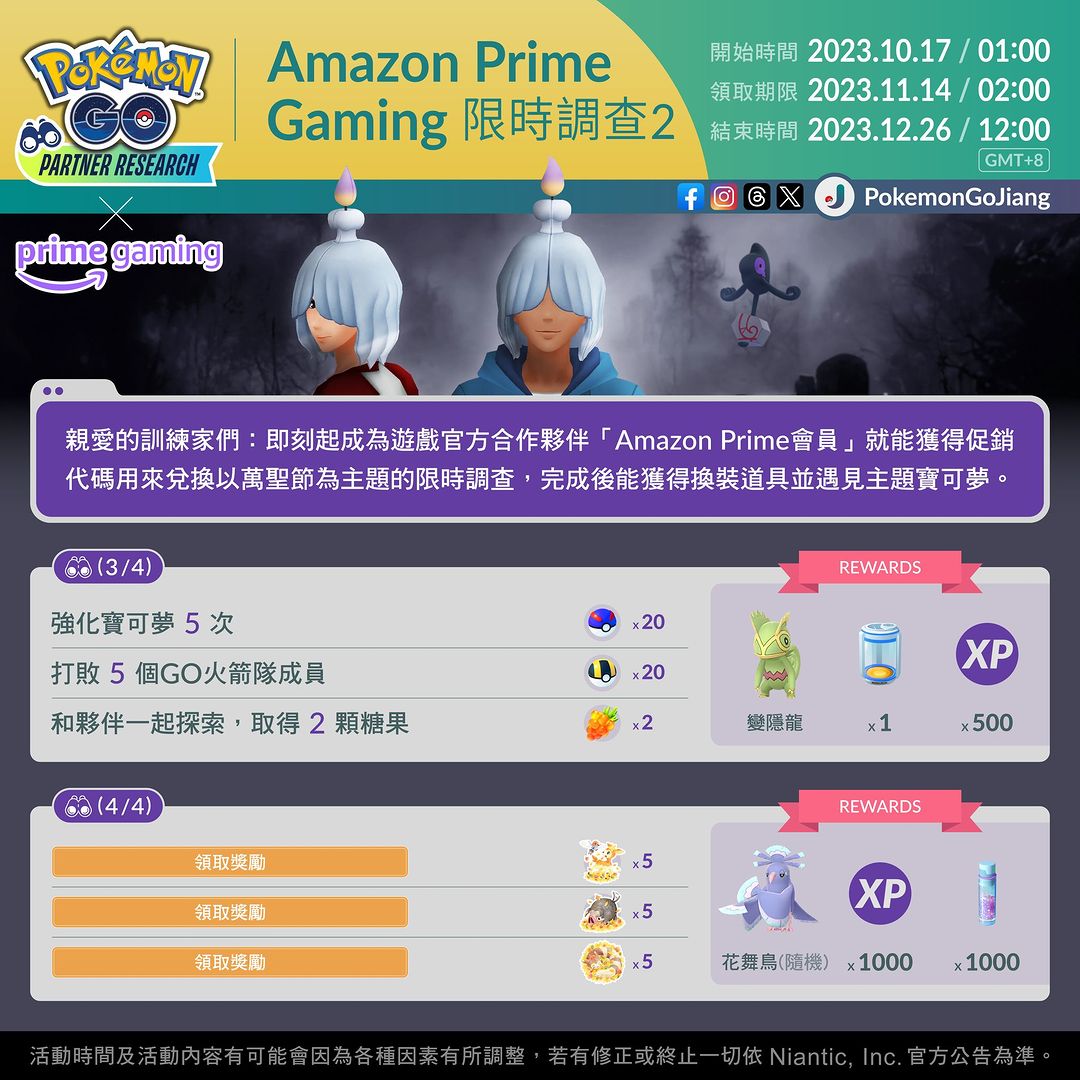 POKÉMON
GO
PARTNER RESEARCH
prime gaming
Amazon Prime
Gaming 限時調查2
開始時間 2023.10.17 / 01:00
領取期限 2023.11.14 / 02:00
結束時間 2023.12.26 / 12:00
GMT+8
PokemonGoJiang
親愛的訓練家們：即刻起成為遊戲官方合作夥伴「Amazon Prime會員」就能獲得促銷
代碼用來兌換以萬聖節為主題的限時調查，完成後能獲得換裝道具並遇見主題寶可夢。
(3/4)
強化寶可夢 5 次 x20
打敗 5 個GO火箭隊成員 x20
和夥伴一起探索，取得 2 顆糖果 x2
REWARDS
XP
變隱龍 x1 x500
(4/4)
領取獎勵 x5
領取獎勵 x5
領取獎勵 x5
REWARDS
XP
花舞鳥(隨機) x1000 x1000
活動時間及活動內容有可能會因為各種因素有所調整，若有修正或終止一切依 Niantic, Inc. 官方公告為準。